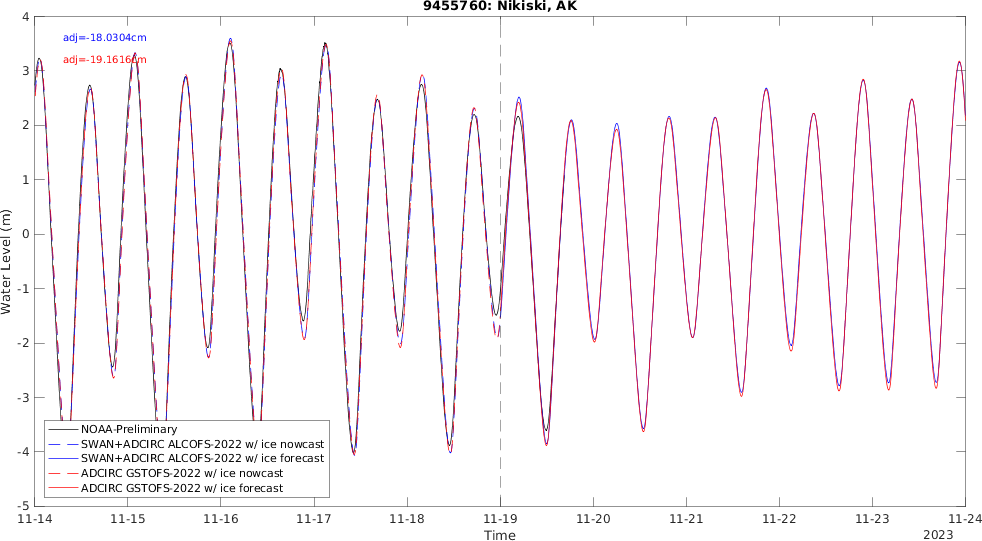 9455760: Nikiski, AK
adj=-18.0304cm
adj=-19.1616cm
Water Level (m)
4
3
2
1
0
-1
-2
-3
-4
-5
NOAA-Preliminary
SWAN+ADCIRC ALCOFS-2022 w/ ice nowcast
SWAN+ADCIRC ALCOFS-2022 w/ ice forecast
ADCIRC GSTOFS-2022 w/ ice nowcast
ADCIRC GSTOFS-2022 w/ ice forecast
11-14 11-15 11-16 11-17 11-18 11-19 11-20 11-21 11-22 11-23 11-24
Time
2023